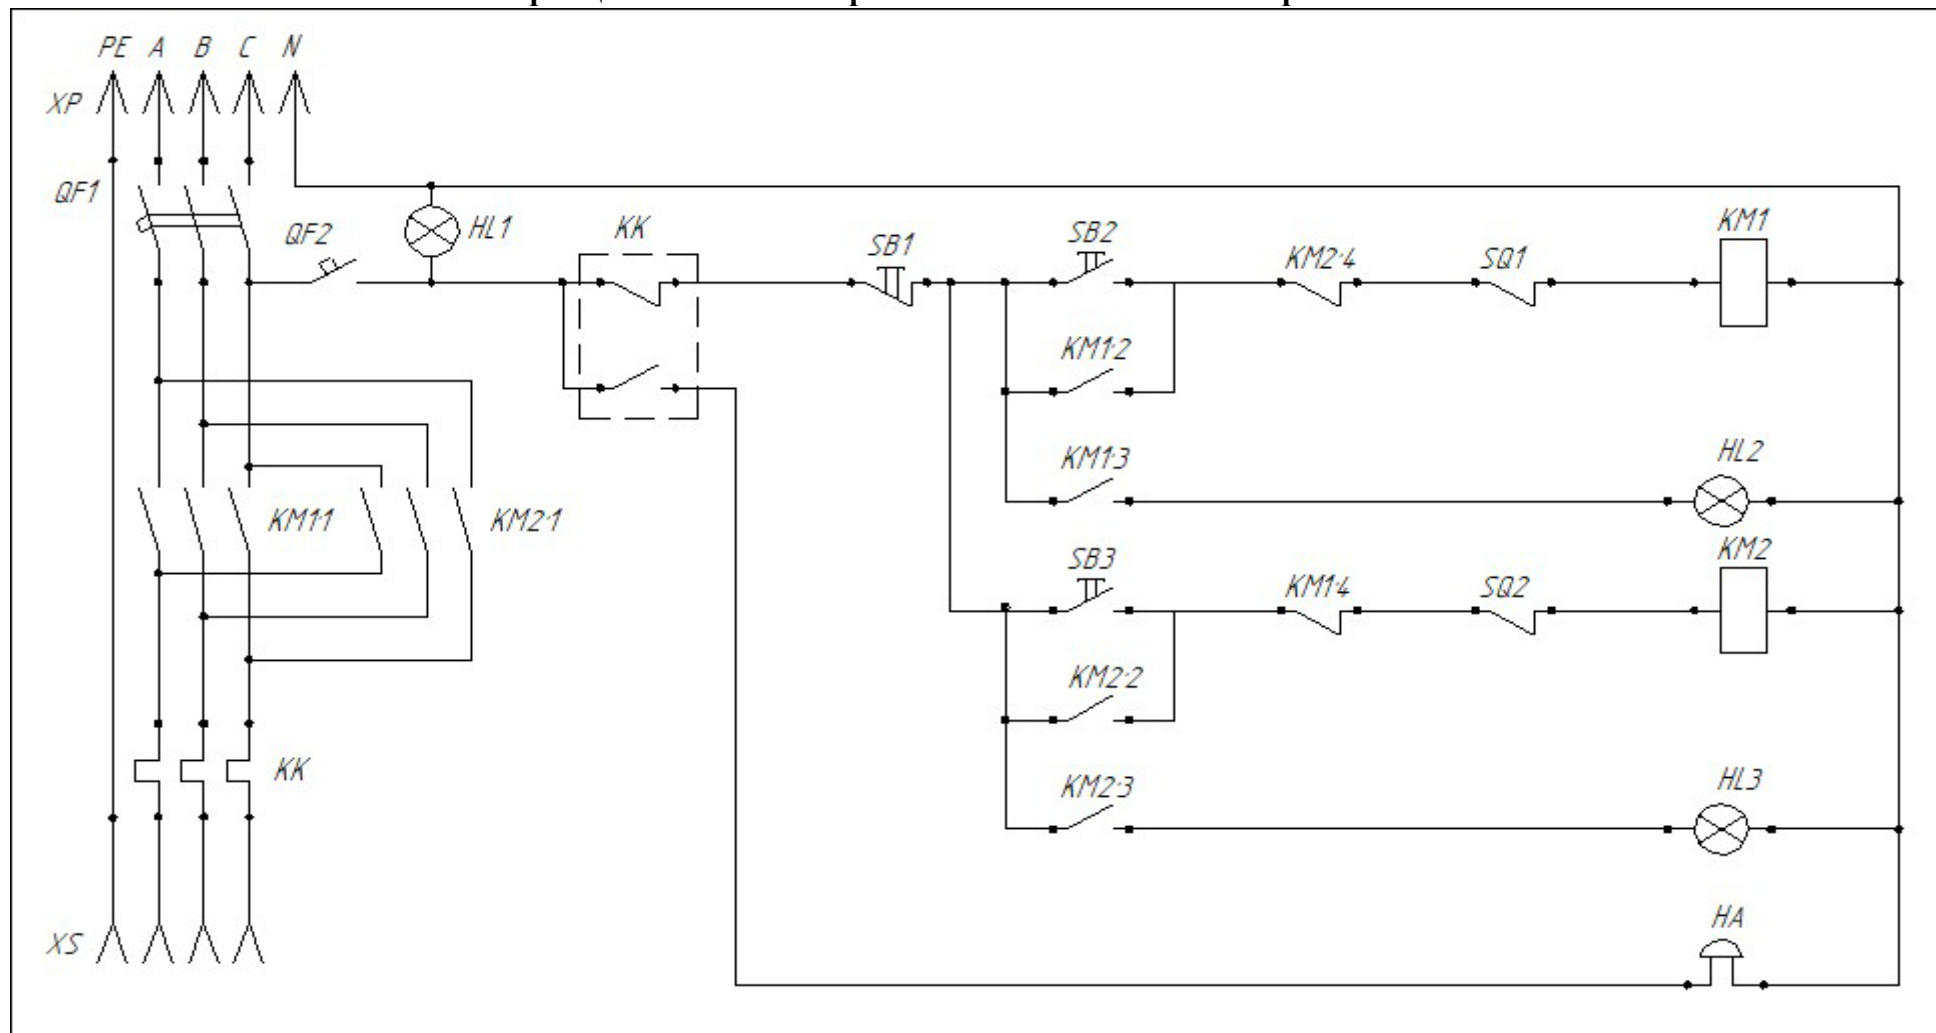 PE A B C N
XP
QF1
QF2
HL1
KK
SB1
SB2
KM2.4
SQ1
KM1
KM1.2
KM1.3
HL2
KM1.1
KM2.1
SB3
KM1.4
SQ2
KM2
KM2.2
KK
KM2.3
HL3
XS
HA